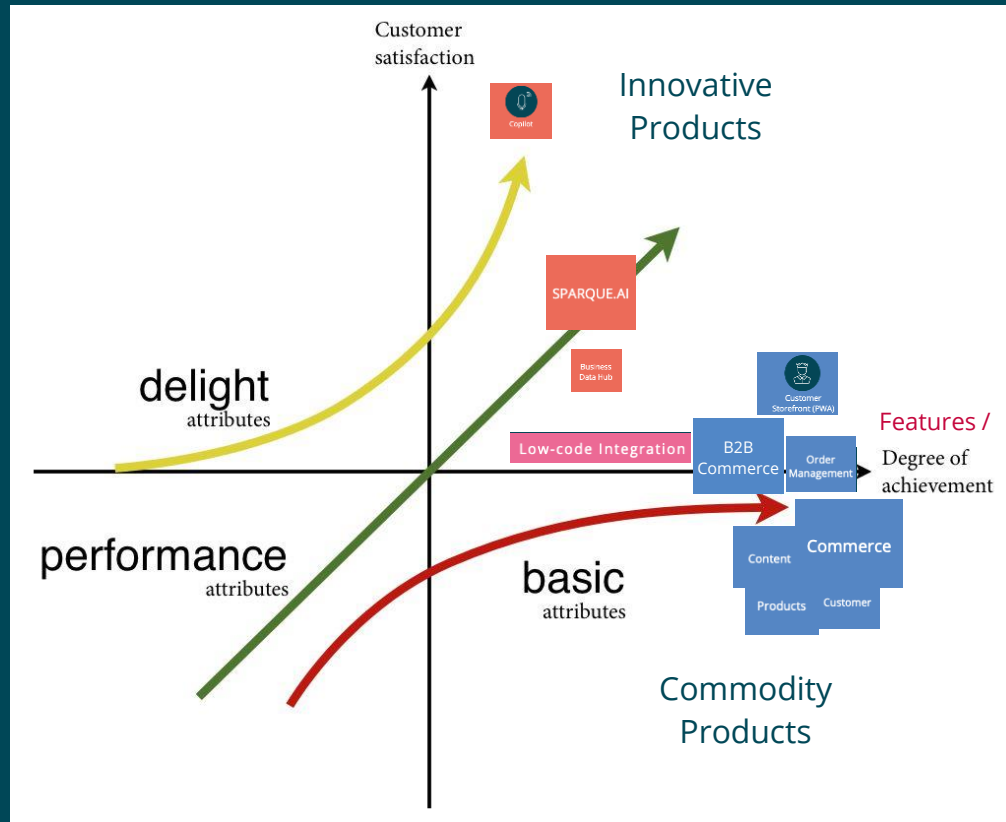 Customer
satisfaction
Innovative
Products
Copilot
SPARQUE.AI
Business
Data Hub
delight
attributes
Customer
Storefront (PWA)
Features /
Low-code Integration
B2B
Commerce
Order
Management
Degree of
achievement
performance
attributes
basic
attributes
Commerce
Content
Products
Customer
Commodity
Products